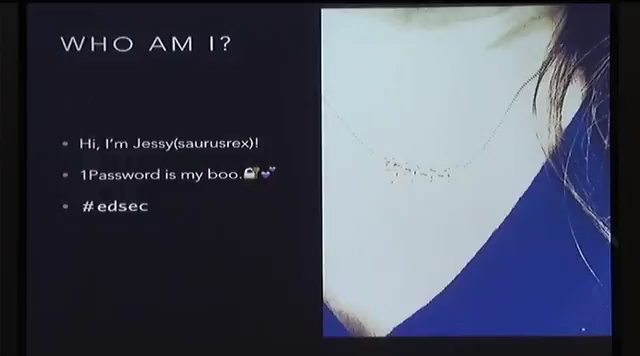 WHO AM I?
Hi, I'm Jessy(saurusrex)!
1Password is my boo.🔐💕
#edsec